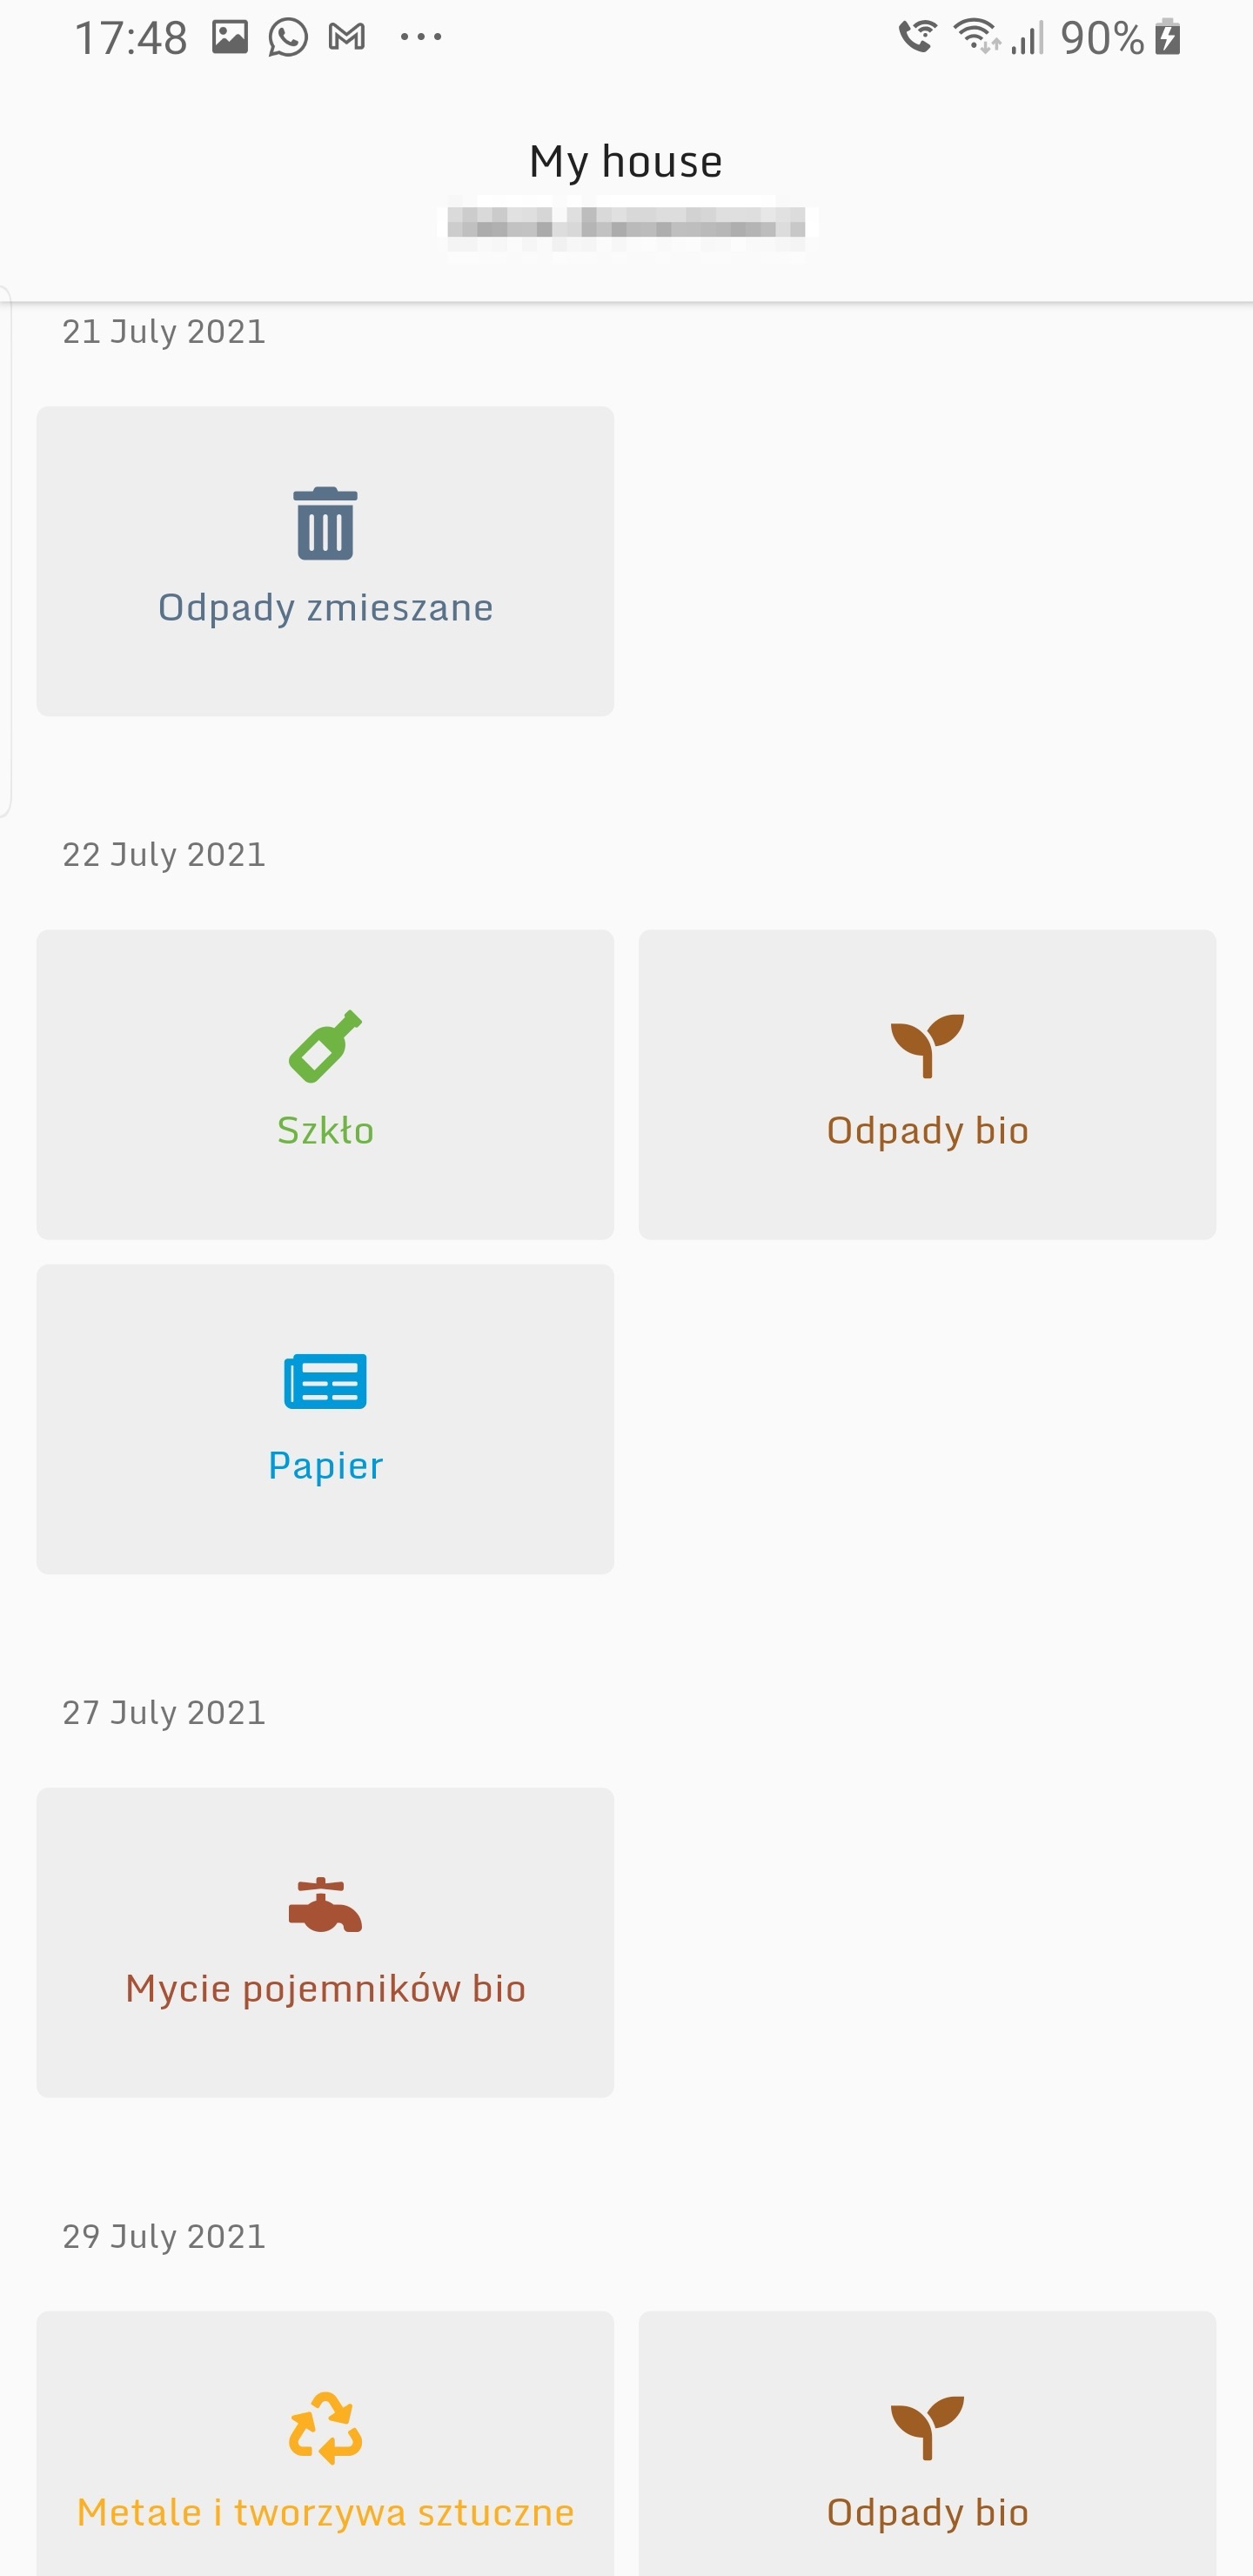 17:48 90%
My house
21 July 2021
Odpady zmieszane
22 July 2021
Szkło
Odpady bio
Papier
27 July 2021
Mycie pojemników bio
29 July 2021
Metale i tworzywa sztuczne
Odpady bio